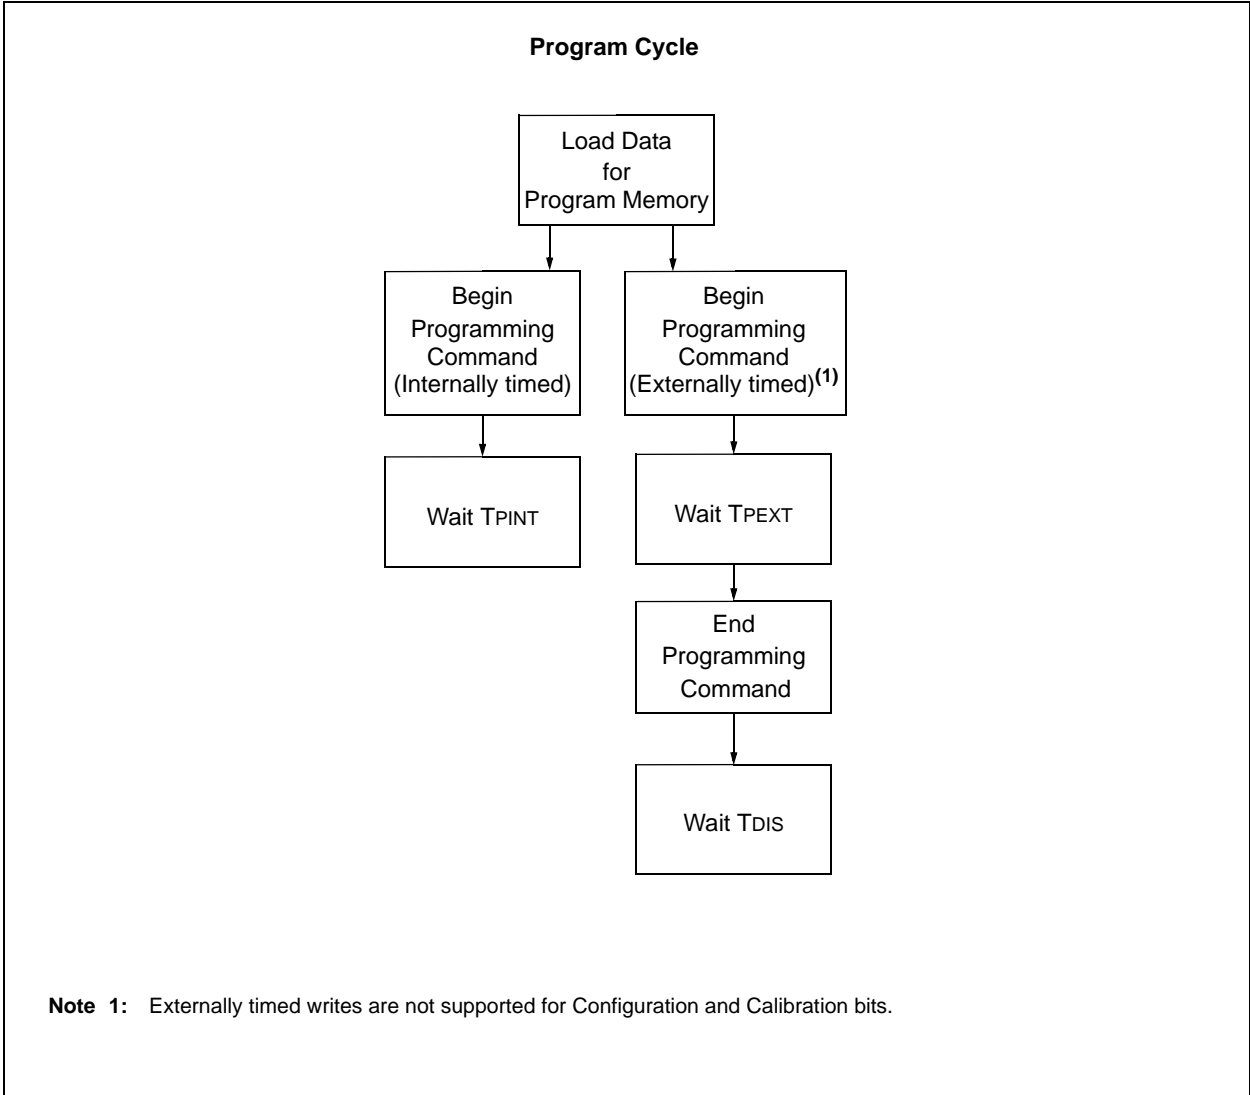 Program Cycle
Load Data
for
Program Memory
Begin
Programming
Command
(Internally timed)
Begin
Programming
Command
(Externally timed)(1)
Wait TPINT
Wait TPEXT
End
Programming
Command
Wait TDIS
Note 1: Externally timed writes are not supported for Configuration and Calibration bits.